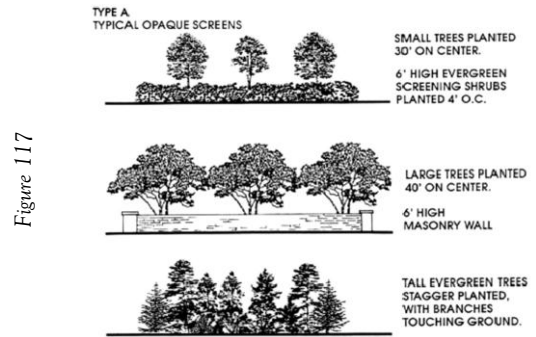 TYPE A
TYPICAL OPAQUE SCREENS
SMALL TREES PLANTED
30' ON CENTER.
6' HIGH EVERGREEN
SCREENING SHRUBS
PLANTED 4' O.C.
Figure 117
LARGE TREES PLANTED
40' ON CENTER.
6' HIGH
MASONRY WALL
TALL EVERGREEN TREES
STAGGER PLANTED,
WITH BRANCHES
TOUCHING GROUND.